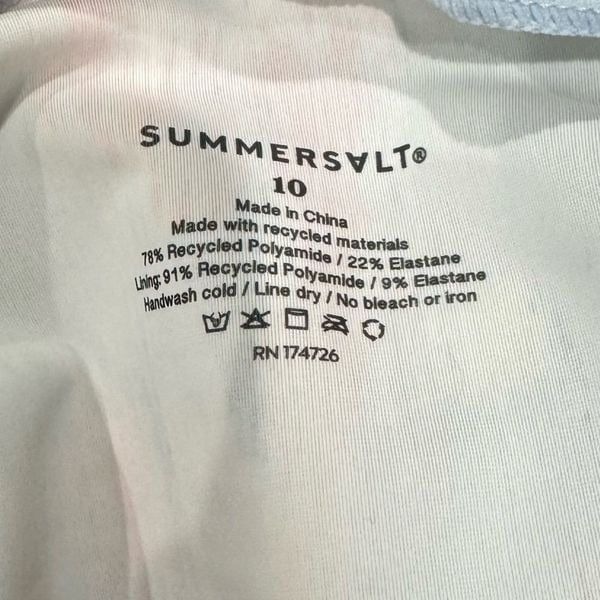 SUMMERSⱯLT®
10
Made in China
Made with recycled materials
78% Recycled Polyamide / 22% Elastane
Lining: 91% Recycled Polyamide / 9% Elastane
Handwash cold / Line dry / No bleach or iron
RN 174726